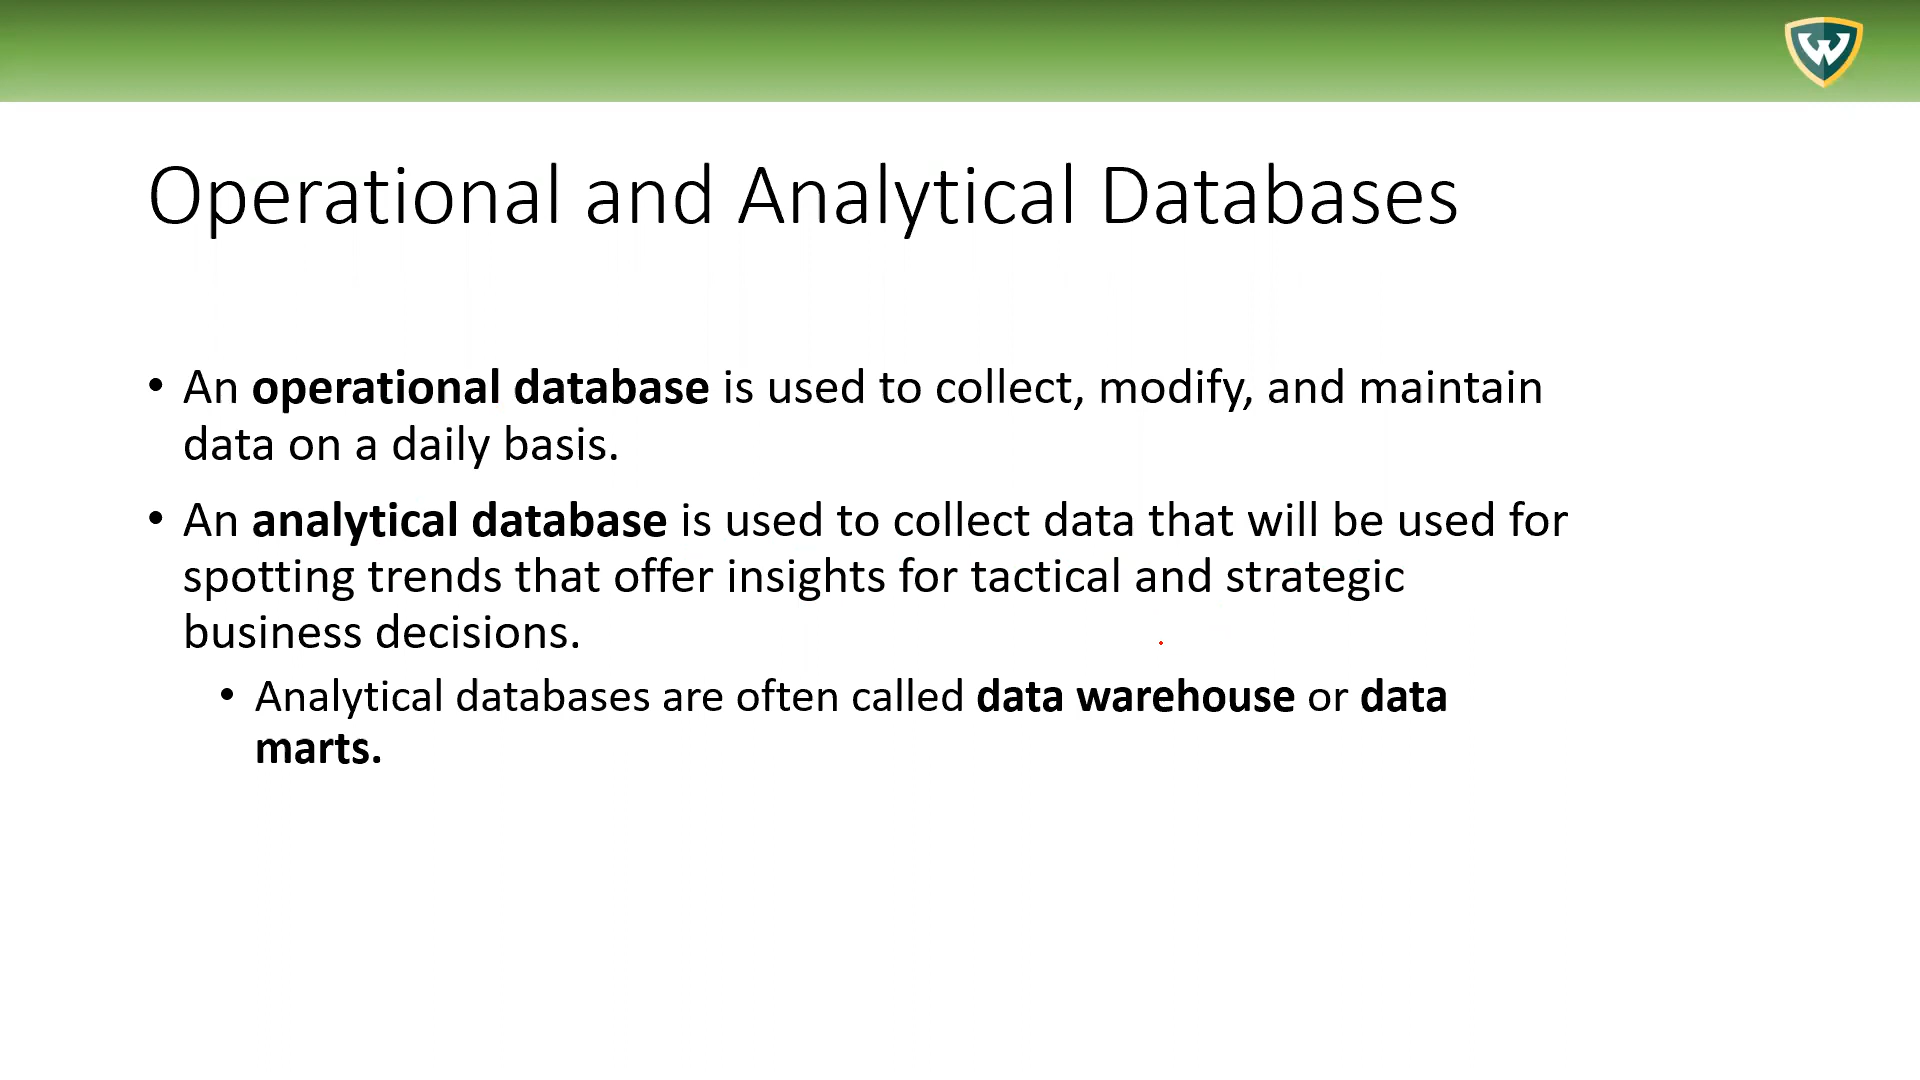 W
Operational and Analytical Databases
• An operational database is used to collect, modify, and maintain
data on a daily basis.
• An analytical database is used to collect data that will be used for
spotting trends that offer insights for tactical and strategic
business decisions.
• Analytical databases are often called data warehouse or data
marts.